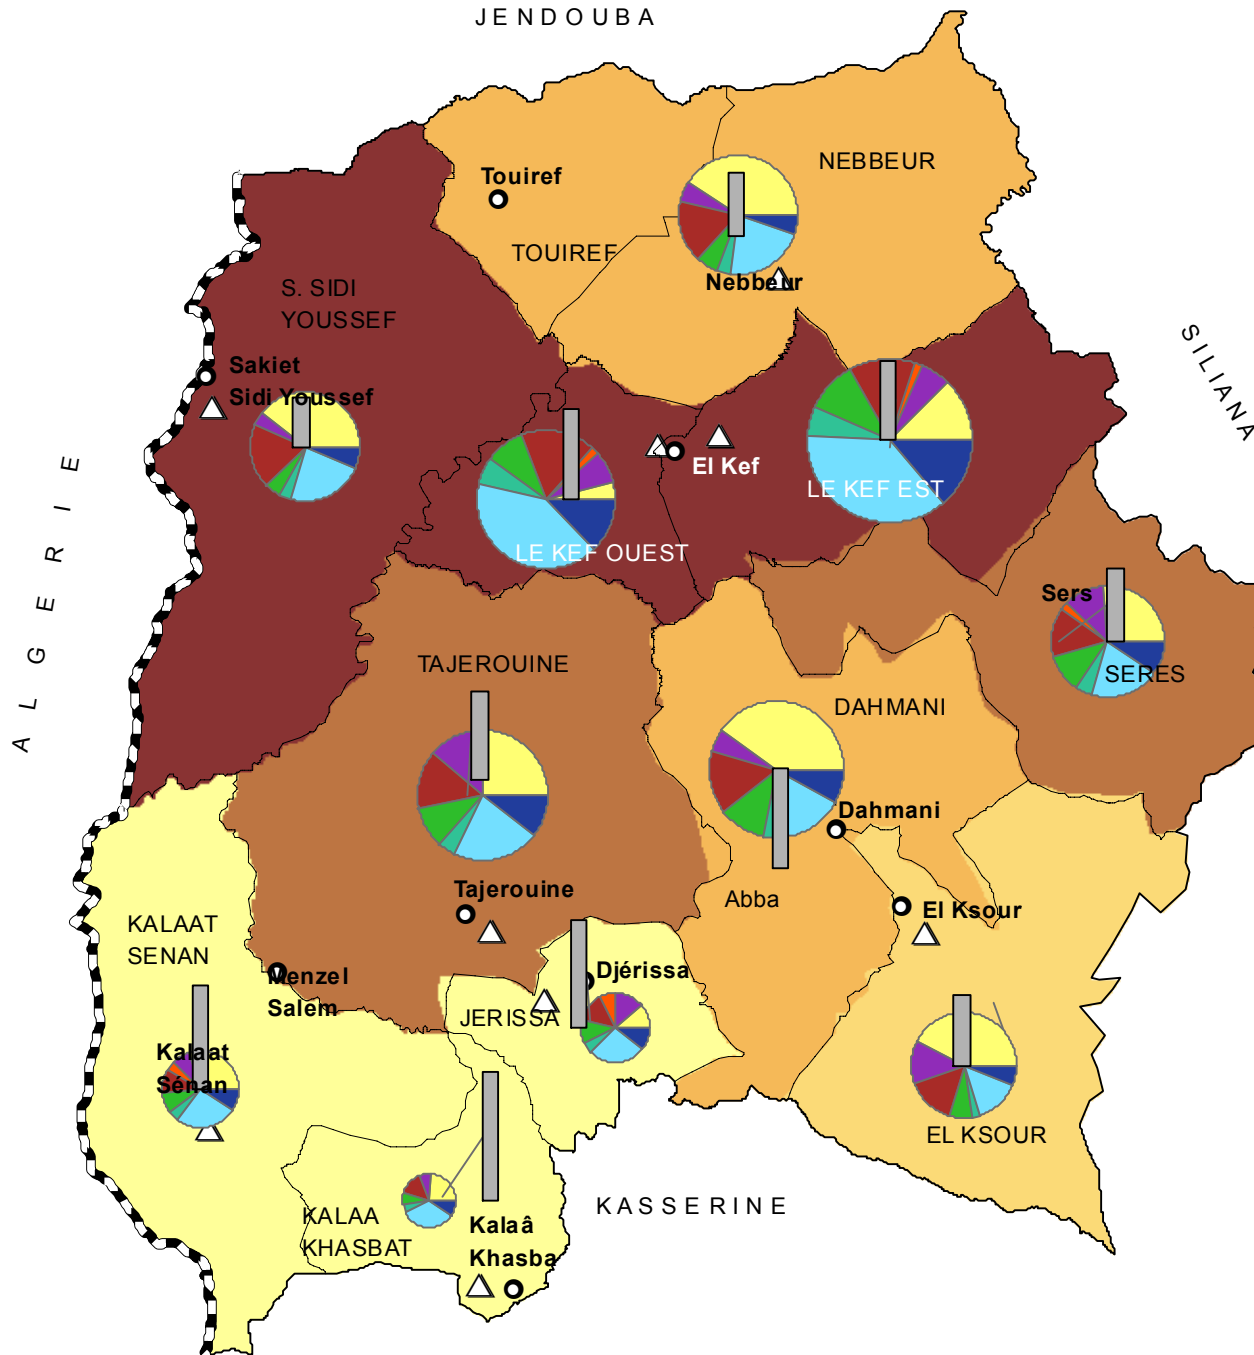 JENDOUBA
NEBBEUR
Touiref
TOUIREF
Nebbeur
S. SIDI
YOUSSEF
SILIANA
Sakiet
Sidi Youssef
El Kef
LE KEF EST
ALGERIE
LE KEF OUEST
Sers
SERES
TAJEROUINE
DAHMANI
Dahmani
Tajerouine
Abba
El Ksour
KALAAT
SENAN
Menzel
Salem
Djérissa
JERISSA
Kalaat
Sénan
EL KSOUR
KASSERINE
KALAA
KHASBAT
Kalaâ
Khasba